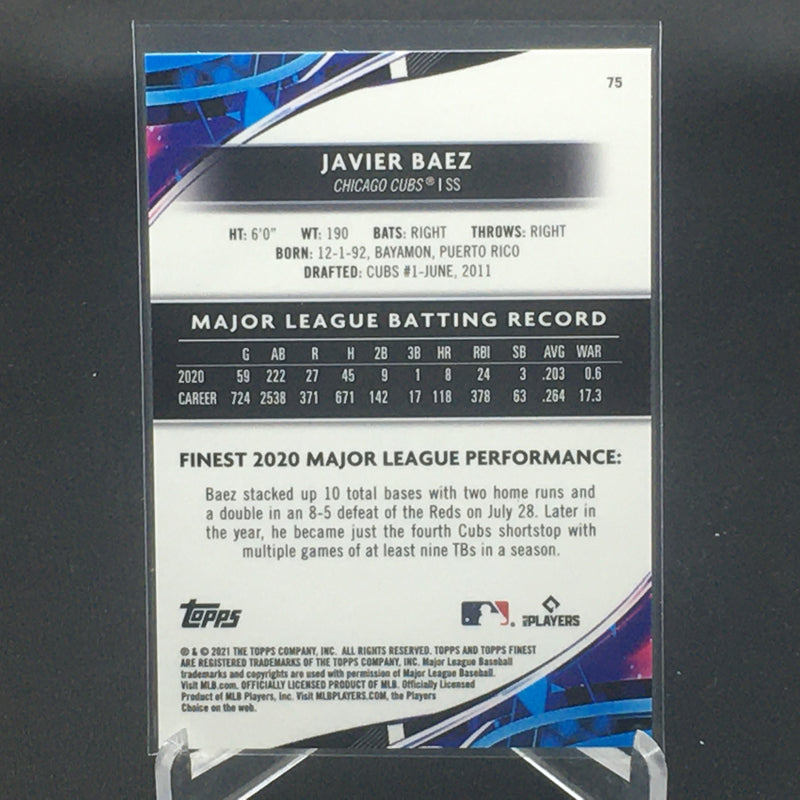 75
JAVIER BAEZ
CHICAGO CUBS® | SS
HT: 6'0" WT: 190 BATS: RIGHT THROWS: RIGHT
BORN: 12-1-92, BAYAMON, PUERTO RICO
DRAFTED: CUBS #1-JUNE, 2011
MAJOR LEAGUE BATTING RECORD
G AB R H 2B 3B HR RBI SB AVG WAR
2020 59 222 27 45 9 1 8 24 3 .203 0.6
CAREER 724 2538 371 671 142 17 118 378 63 .264 17.3
FINEST 2020 MAJOR LEAGUE PERFORMANCE:
Baez stacked up 10 total bases with two home runs and
a double in an 8-5 defeat of the Reds on July 28. Later in
the year, he became just the fourth Cubs shortstop with
multiple games of at least nine TBs in a season.
topps PLAYERS
® & © 2021 THE TOPPS COMPANY, INC. ALL RIGHTS RESERVED. TOPPS AND TOPPS FINEST
ARE REGISTERED TRADEMARKS OF THE TOPPS COMPANY, INC. Major League Baseball
trademarks and copyrights are used with permission of Major League Baseball.
Visit MLB.com. OFFICIALLY LICENSED PRODUCT OF MLB. Officially Licensed
Product of MLB Players, Inc. Visit MLBPLAYERS.COM, the Players
Choice on the web.